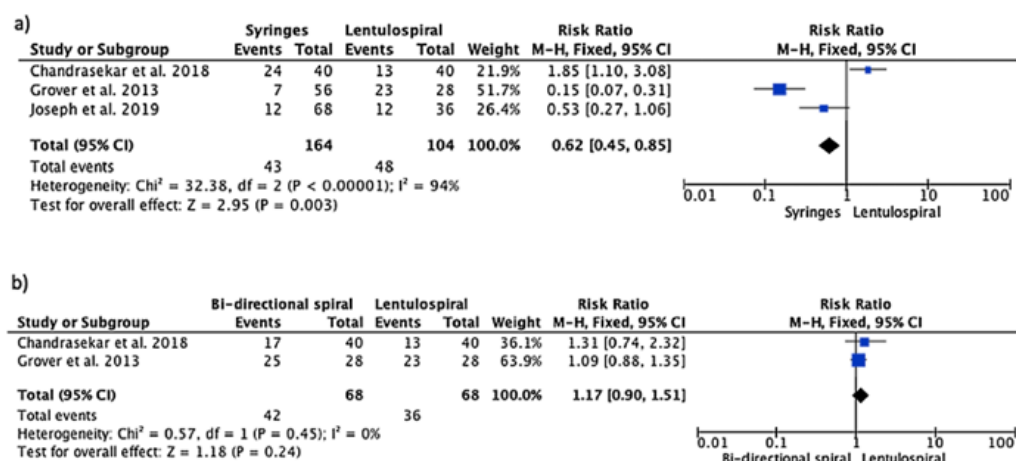 a)
Syringes Lentulospiral Risk Ratio Risk Ratio
Study or Subgroup Events Total Events Total Weight M-H, Fixed, 95% CI M-H, Fixed, 95% CI
Chandrasekar et al. 2018 24 40 13 40 21.9% 1.85 [1.10, 3.08]
Grover et al. 2013 7 56 23 28 51.7% 0.15 [0.07, 0.31]
Joseph et al. 2019 12 68 12 36 26.4% 0.53 [0.27, 1.06]
Total (95% CI) 164 104 100.0% 0.62 [0.45, 0.85]
Total events 43 48
Heterogeneity: Chi² = 32.38, df = 2 (P < 0.00001); I² = 94%
Test for overall effect: Z = 2.95 (P = 0.003)
0.01 0.1 1 10 100
Syringes Lentulospiral
b)
Bi-directional spiral Lentulospiral Risk Ratio Risk Ratio
Study or Subgroup Events Total Events Total Weight M-H, Fixed, 95% CI M-H, Fixed, 95% CI
Chandrasekar et al. 2018 17 40 13 40 36.1% 1.31 [0.74, 2.32]
Grover et al. 2013 25 28 23 28 63.9% 1.09 [0.88, 1.35]
Total (95% CI) 68 68 100.0% 1.17 [0.90, 1.51]
Total events 42 36
Heterogeneity: Chi² = 0.57, df = 1 (P = 0.45); I² = 0%
Test for overall effect: Z = 1.18 (P = 0.24)
0.01 0.1 1 10 100
Bi-directional spiral Lentulospiral